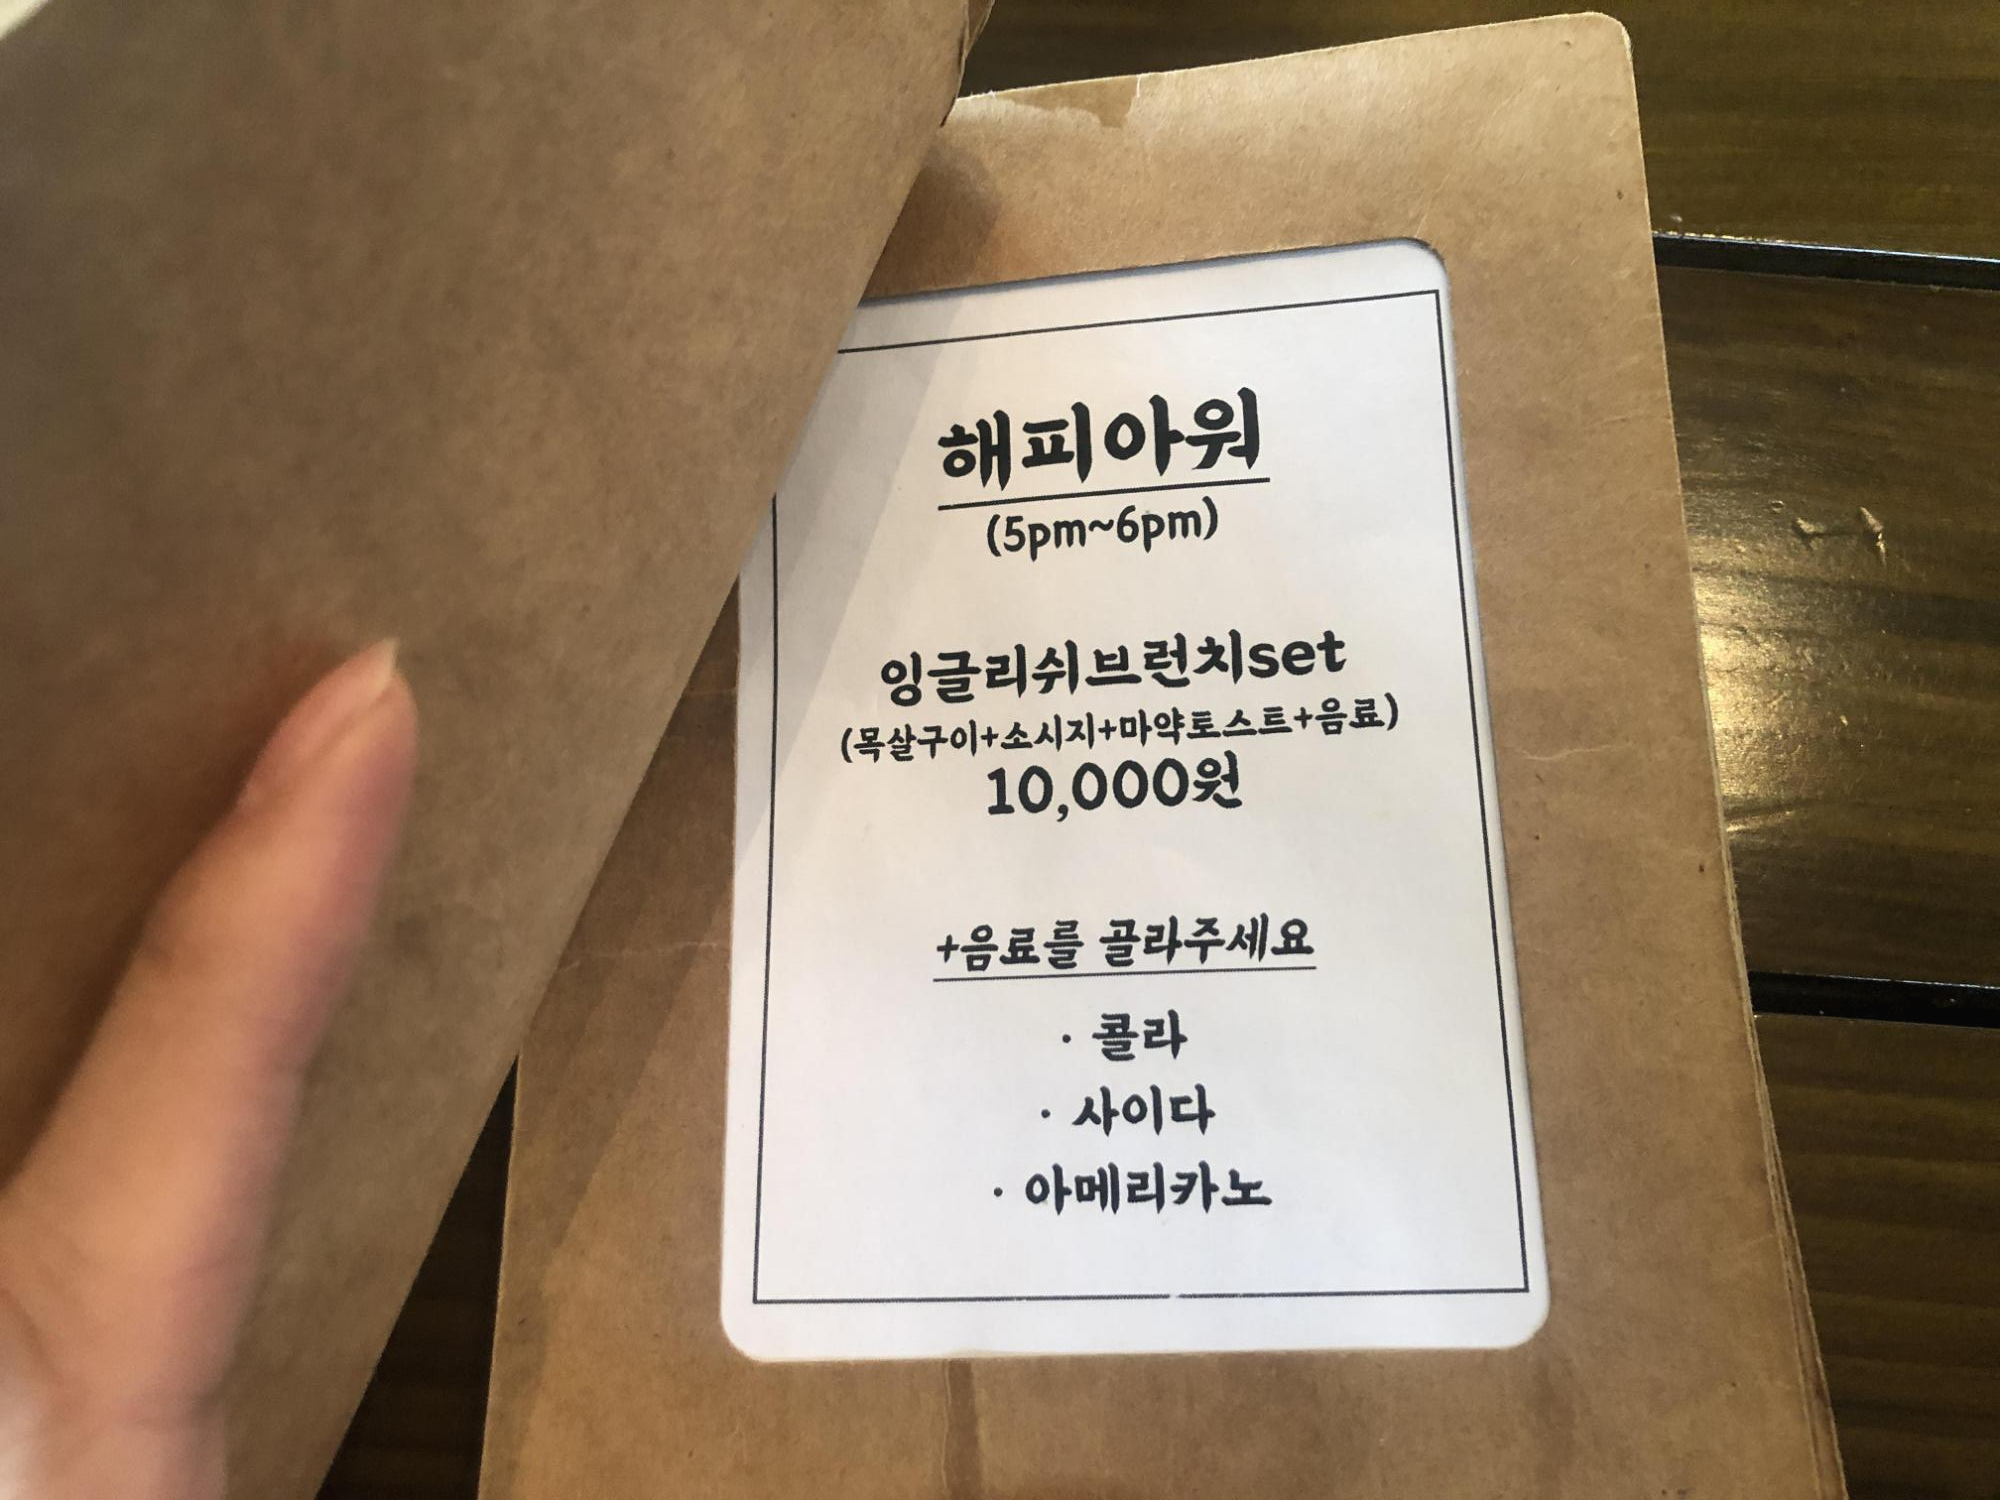 해피아워
(5pm~6pm)
잉글리쉬브런치set
(목살구이+소시지+마약토스트+음료)
10,000원
+음료를 골라주세요
· 콜라
· 사이다
· 아메리카노